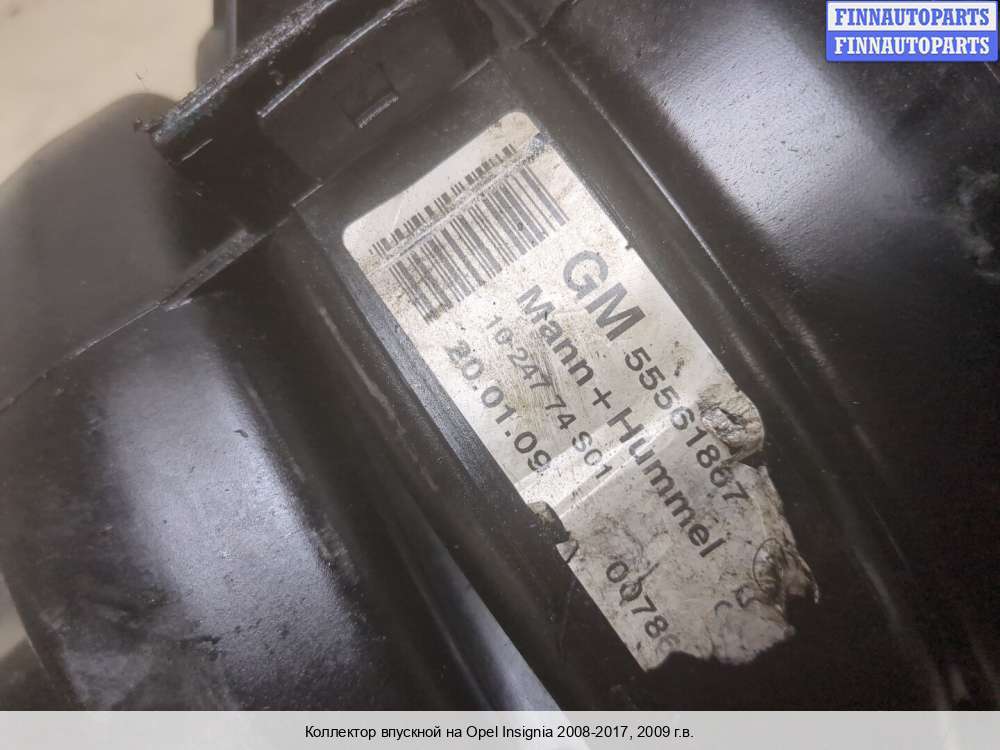 FINNAUTOPARTS
FINNAUTOPARTS
GM 55561867
Mann+Hummel
10 247 74 S01
20.01.09
00786
Коллектор впускной на Opel Insignia 2008-2017, 2009 г.в.